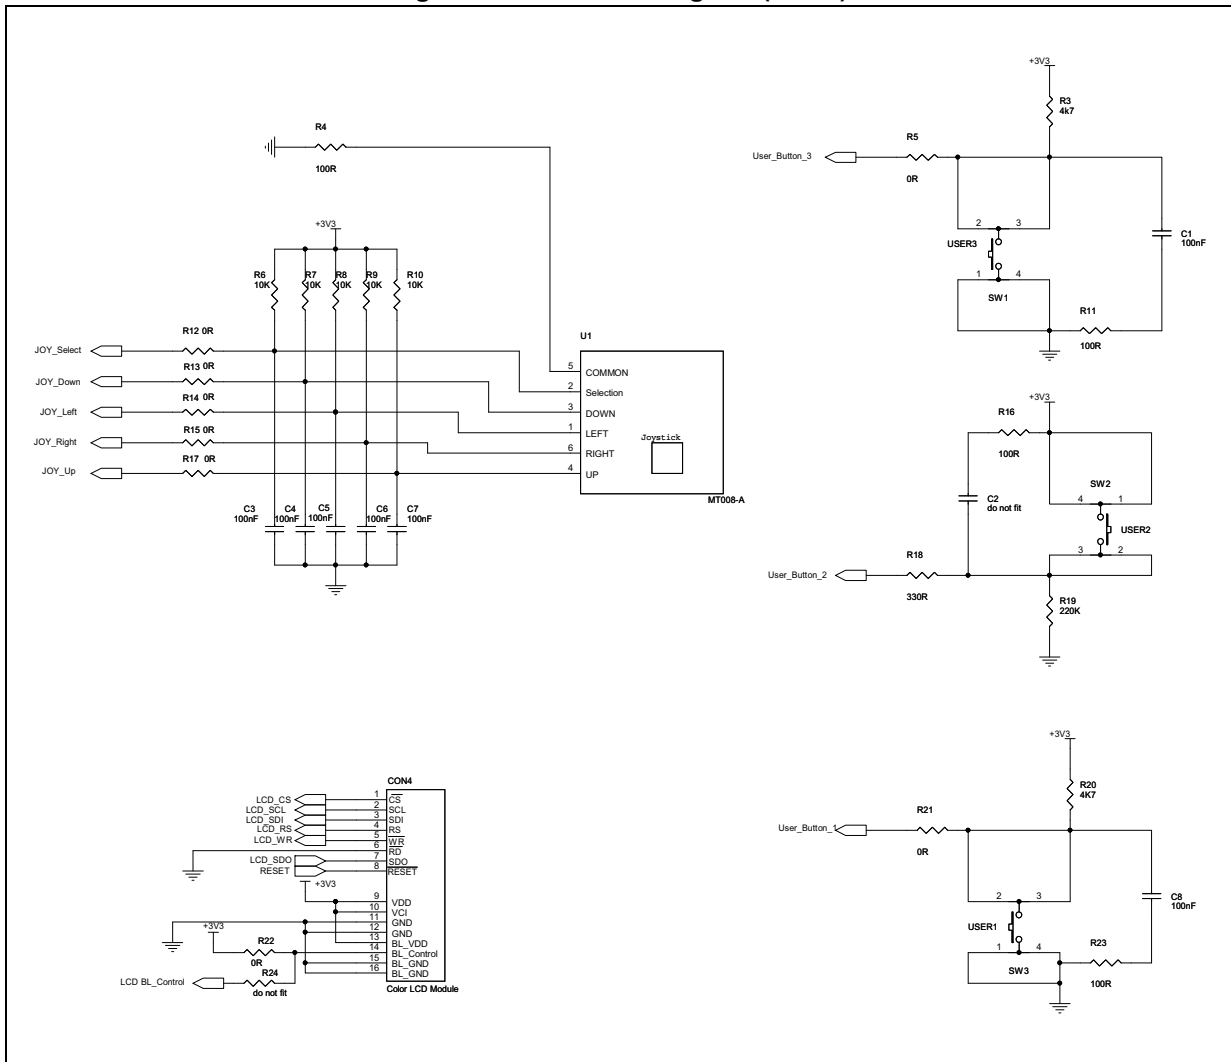 +3V3
R3
4k7
R4
100R
R5
User_Button_3
0R
2 3
USER3
1 4
SW1
C1
100nF
R11
100R
+3V3
R6 R7 R8 R9 R10
10K 10K 10K 10K 10K
U1
R12 0R
JOY_Select
R13 0R
JOY_Down
R14 0R
JOY_Left
R15 0R
JOY_Right
R17 0R
JOY_Up
5 COMMON
2 Selection
3 DOWN
1 LEFT
6 RIGHT
4 UP
Joystick
MT008-A
C3 C4 C5 C6 C7
100nF 100nF 100nF 100nF 100nF
+3V3
R16
100R
SW2
4 1
C2
do not fit
USER2
3 2
R18
User_Button_2
330R
R19
220K
+3V3
R20
4K7
R21
User_Button_1
0R
2 3
USER1
1 4
SW3
C8
100nF
R23
100R
CON4
LCD_CS 1 CS
LCD_SCL 2 SCL
LCD_SDI 3 SDI
LCD_RS 4 RS
LCD_WR 5 WR
6 RD
LCD_SDO 7 SDO
RESET 8 RESET
+3V3
9 VDD
10 VCI
11 GND
12 GND
13 BL_VDD
14 BL_Control
15 BL_GND
16 BL_GND
+3V3
R22
0R
R24
LCD BL_Control
do not fit
Color LCD Module